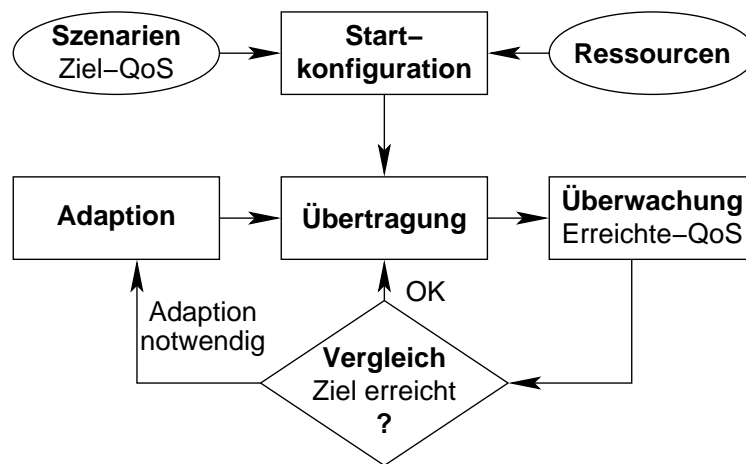 Szenarien
Ziel–QoS
Start–
konfiguration
Ressourcen
Adaption
Übertragung
Überwachung
Erreichte–QoS
Adaption
notwendig
OK
Vergleich
Ziel erreicht
?